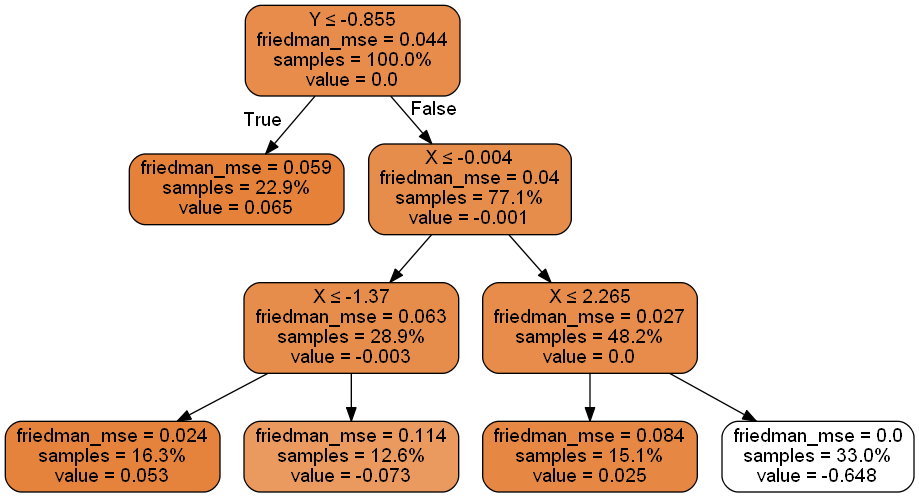 Y ≤ -0.855
friedman_mse = 0.044
samples = 100.0%
value = 0.0
True
False
friedman_mse = 0.059
samples = 22.9%
value = 0.065
X ≤ -0.004
friedman_mse = 0.04
samples = 77.1%
value = -0.001
X ≤ -1.37
friedman_mse = 0.063
samples = 28.9%
value = -0.003
X ≤ 2.265
friedman_mse = 0.027
samples = 48.2%
value = 0.0
friedman_mse = 0.024
samples = 16.3%
value = 0.053
friedman_mse = 0.114
samples = 12.6%
value = -0.073
friedman_mse = 0.084
samples = 15.1%
value = 0.025
friedman_mse = 0.0
samples = 33.0%
value = -0.648